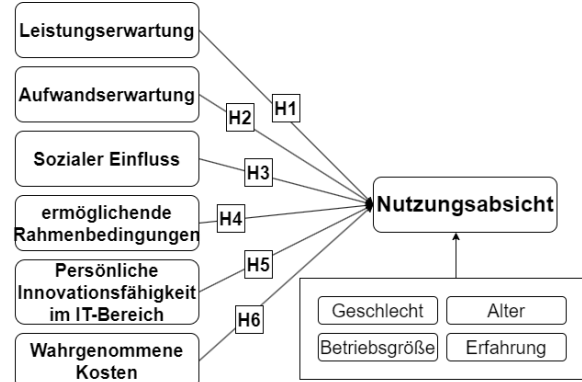 Leistungserwartung
H1
Aufwandserwartung
H2
Sozialer Einfluss
H3
ermöglichende
Rahmenbedingungen
H4
Persönliche
Innovationsfähigkeit
im IT-Bereich
H5
Wahrgenommene
Kosten
H6
Nutzungsabsicht
Geschlecht
Alter
Betriebsgröße
Erfahrung